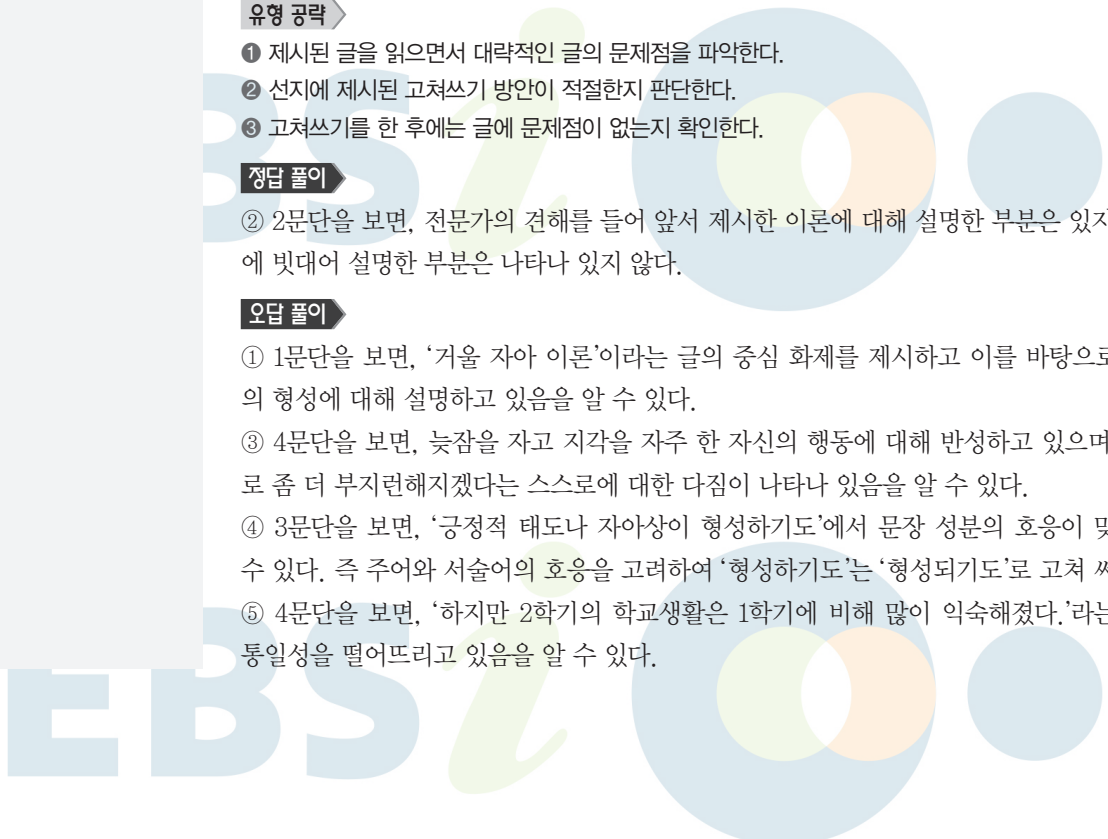 유형 공략
❶ 제시된 글을 읽으면서 대략적인 글의 문제점을 파악한다.
❷ 선지에 제시된 고쳐쓰기 방안이 적절한지 판단한다.
❸ 고쳐쓰기를 한 후에는 글에 문제점이 없는지 확인한다.
정답 풀이
② 2문단을 보면, 전문가의 견해를 들어 앞서 제시한 이론에 대해 설명한 부분은 있지
에 빗대어 설명한 부분은 나타나 있지 않다.
오답 풀이
① 1문단을 보면, ‘거울 자아 이론’이라는 글의 중심 화제를 제시하고 이를 바탕으로
의 형성에 대해 설명하고 있음을 알 수 있다.
③ 4문단을 보면, 늦잠을 자고 지각을 자주 한 자신의 행동에 대해 반성하고 있으며
로 좀 더 부지런해지겠다는 스스로에 대한 다짐이 나타나 있음을 알 수 있다.
④ 3문단을 보면, ‘긍정적 태도나 자아상이 형성하기도’에서 문장 성분의 호응이
수 있다. 즉 주어와 서술어의 호응을 고려하여 ‘형성하기도’는 ‘형성되기도’로 고쳐
⑤ 4문단을 보면, ‘하지만 2학기의 학교생활은 1학기에 비해 많이 익숙해졌다.’라는
통일성을 떨어뜨리고 있음을 알 수 있다.
EBSi